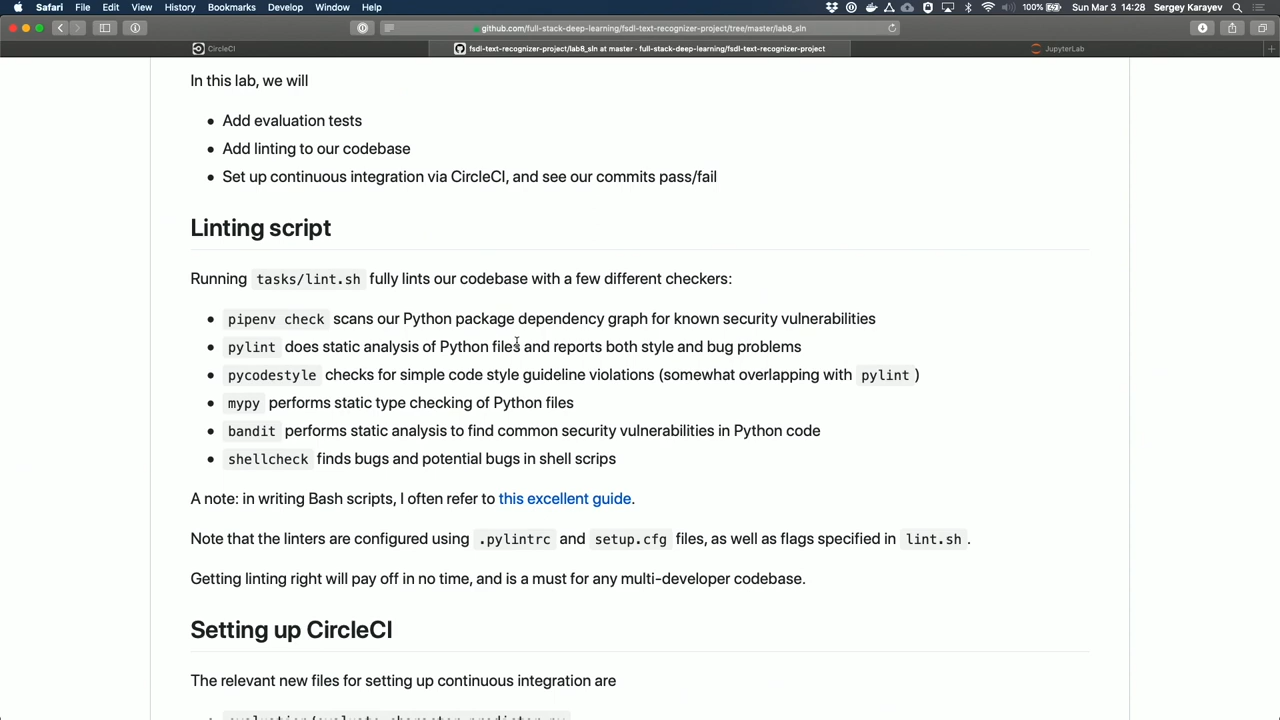 Safari File Edit View History Bookmarks Develop Window Help 100% Sun Mar 3 14:28 Sergey Karayev
github.com/full-stack-deep-learning/fsdl-text-recognizer-project/tree/master/lab8_sln
CircleCI fsdl-text-recognizer-project/lab8_sln at master · full-stack-deep-learning/fsdl-text-recognizer-project JupyterLab
In this lab, we will
• Add evaluation tests
• Add linting to our codebase
• Set up continuous integration via CircleCI, and see our commits pass/fail
Linting script
Running tasks/lint.sh fully lints our codebase with a few different checkers:
• pipenv check scans our Python package dependency graph for known security vulnerabilities
• pylint does static analysis of Python files and reports both style and bug problems
• pycodestyle checks for simple code style guideline violations (somewhat overlapping with pylint )
• mypy performs static type checking of Python files
• bandit performs static analysis to find common security vulnerabilities in Python code
• shellcheck finds bugs and potential bugs in shell scrips
A note: in writing Bash scripts, I often refer to this excellent guide.
Note that the linters are configured using .pylintrc and setup.cfg files, as well as flags specified in lint.sh.
Getting linting right will pay off in no time, and is a must for any multi-developer codebase.
Setting up CircleCI
The relevant new files for setting up continuous integration are